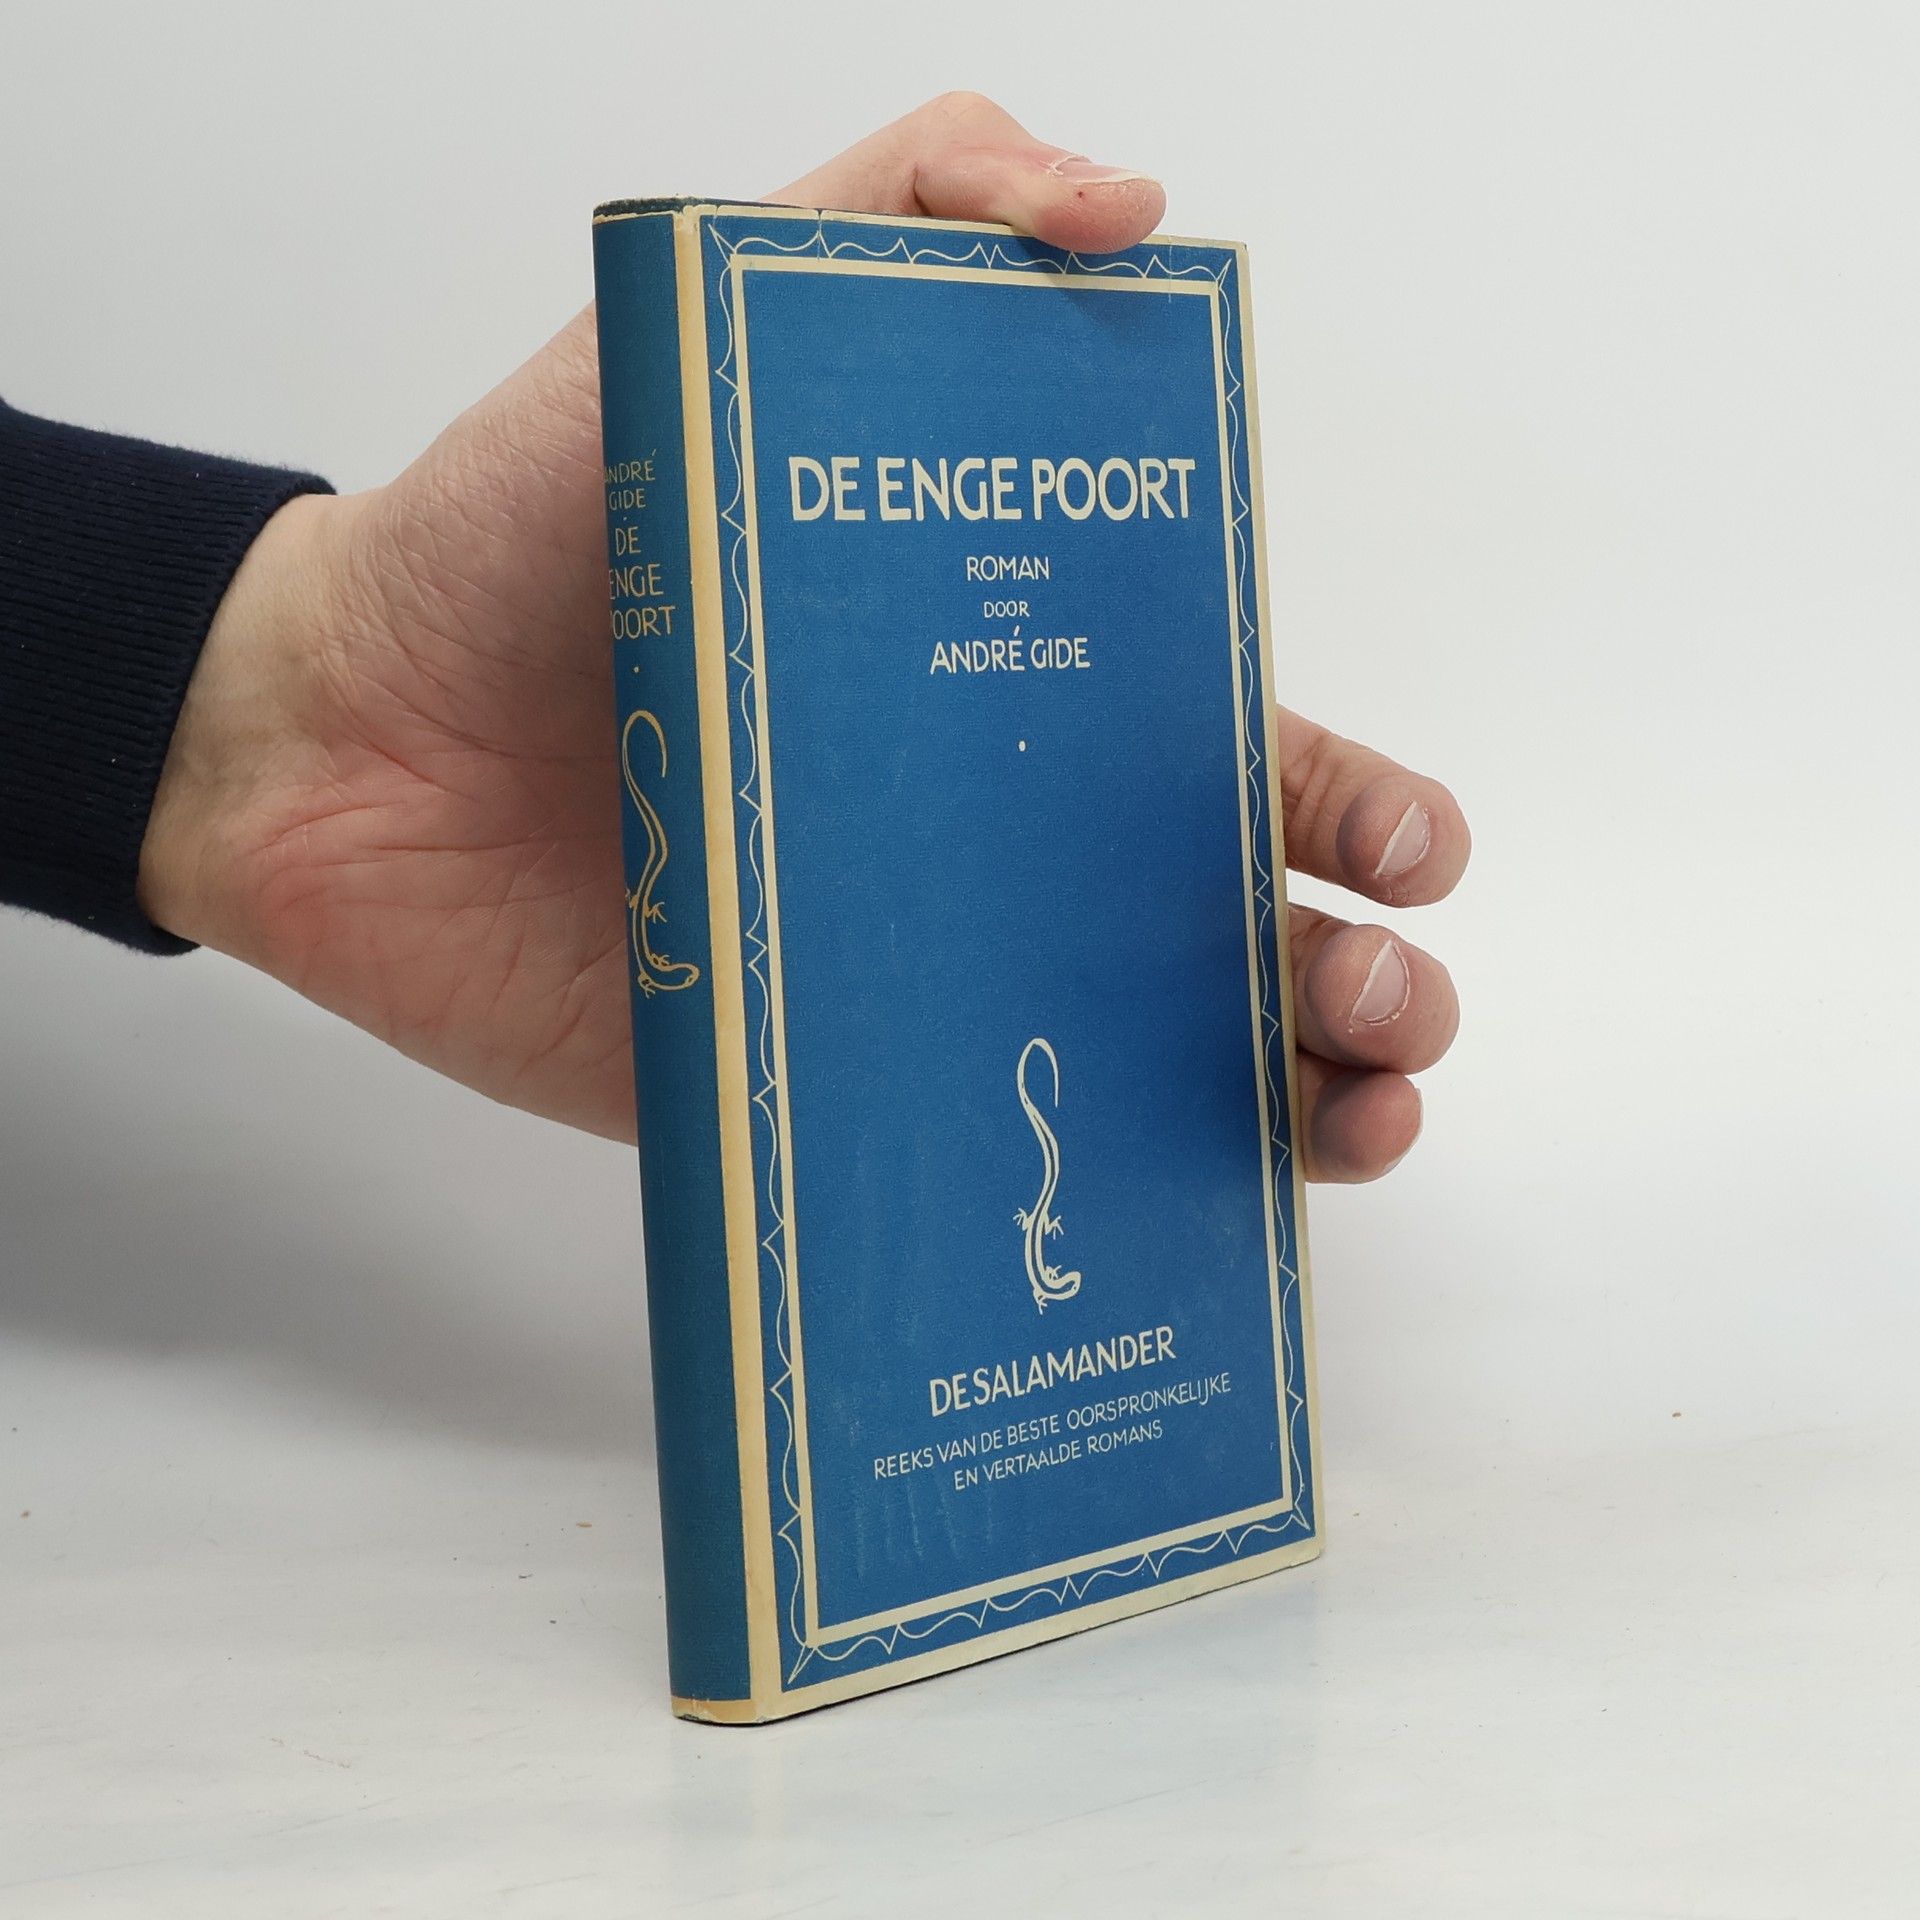 ANDRÉ
GIDE
DE
ENGE
POORT
DE ENGE POORT
ROMAN
DOOR
ANDRÉ GIDE
DE SALAMANDER
REEKS VAN DE BESTE OORSPRONKELIJKE
EN VERTAALDE ROMANS